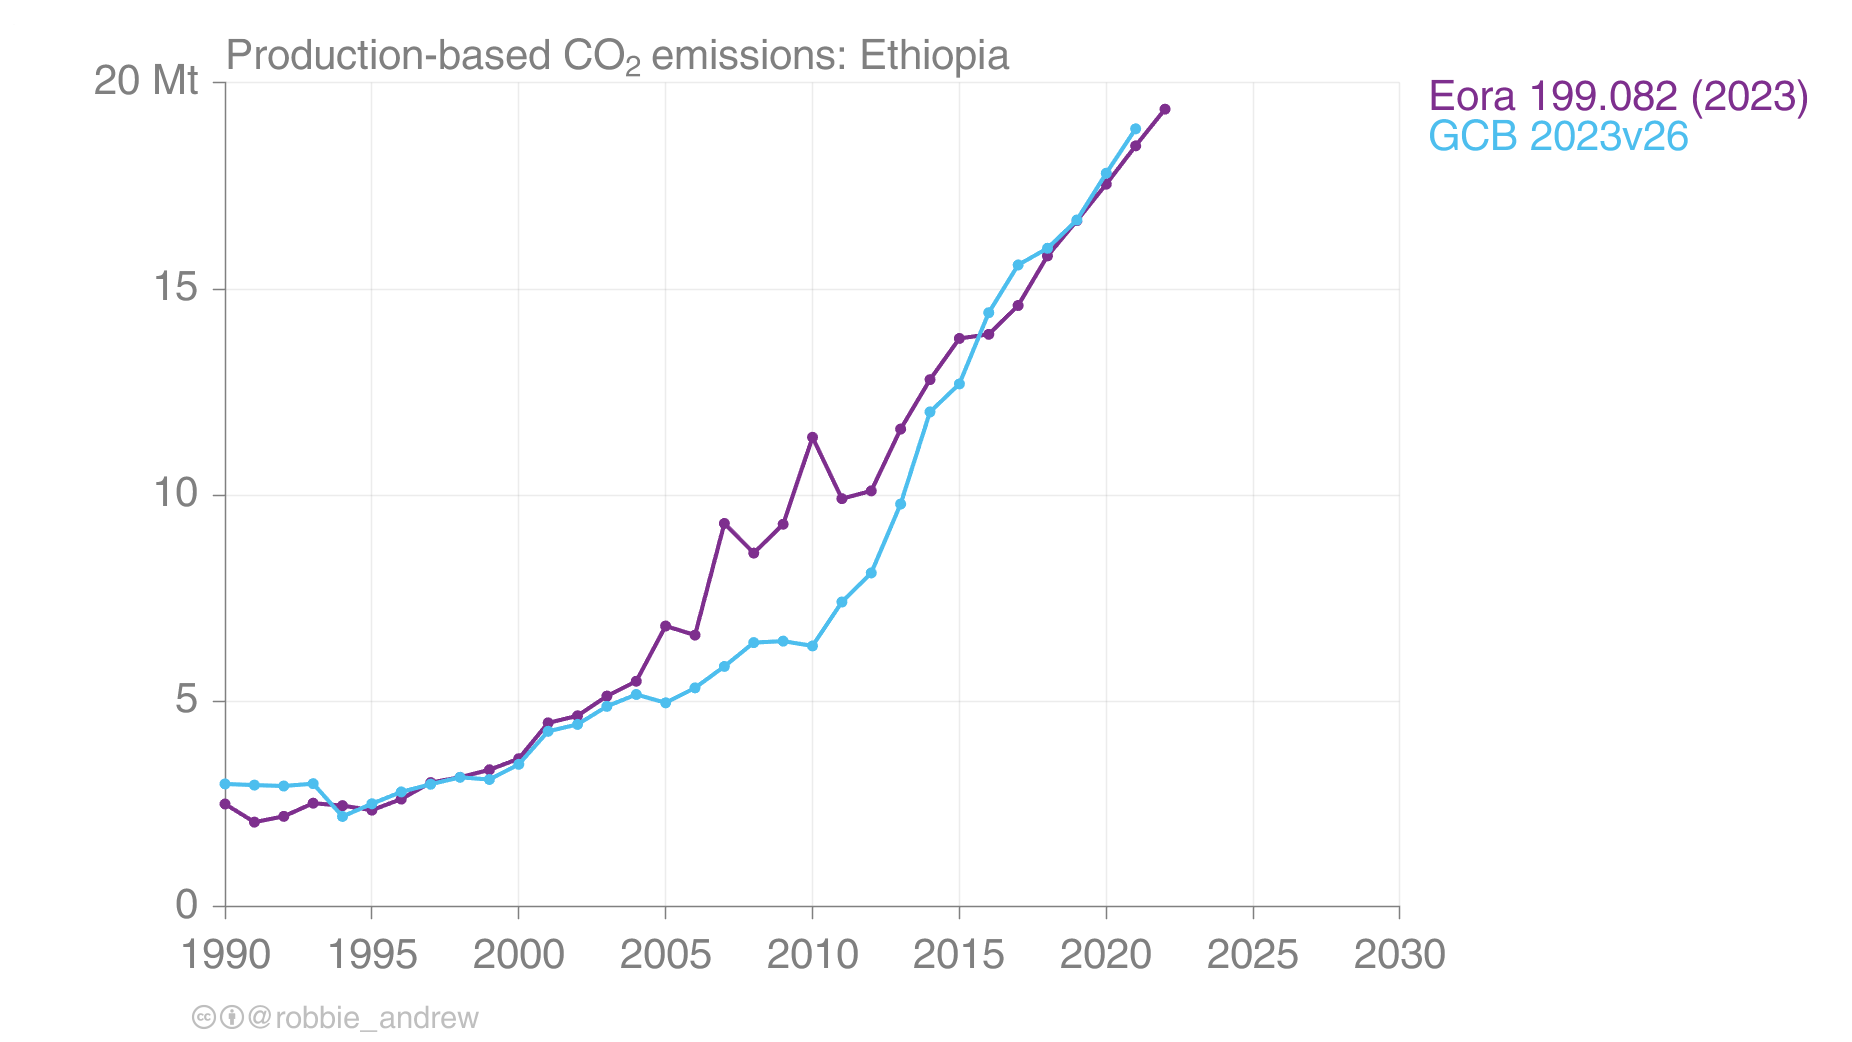 Production-based CO₂ emissions: Ethiopia
20 Mt
15
10
5
0
1990 1995 2000 2005 2010 2015 2020 2025 2030
Eora 199.082 (2023)
GCB 2023v26
cc @robbie_andrew